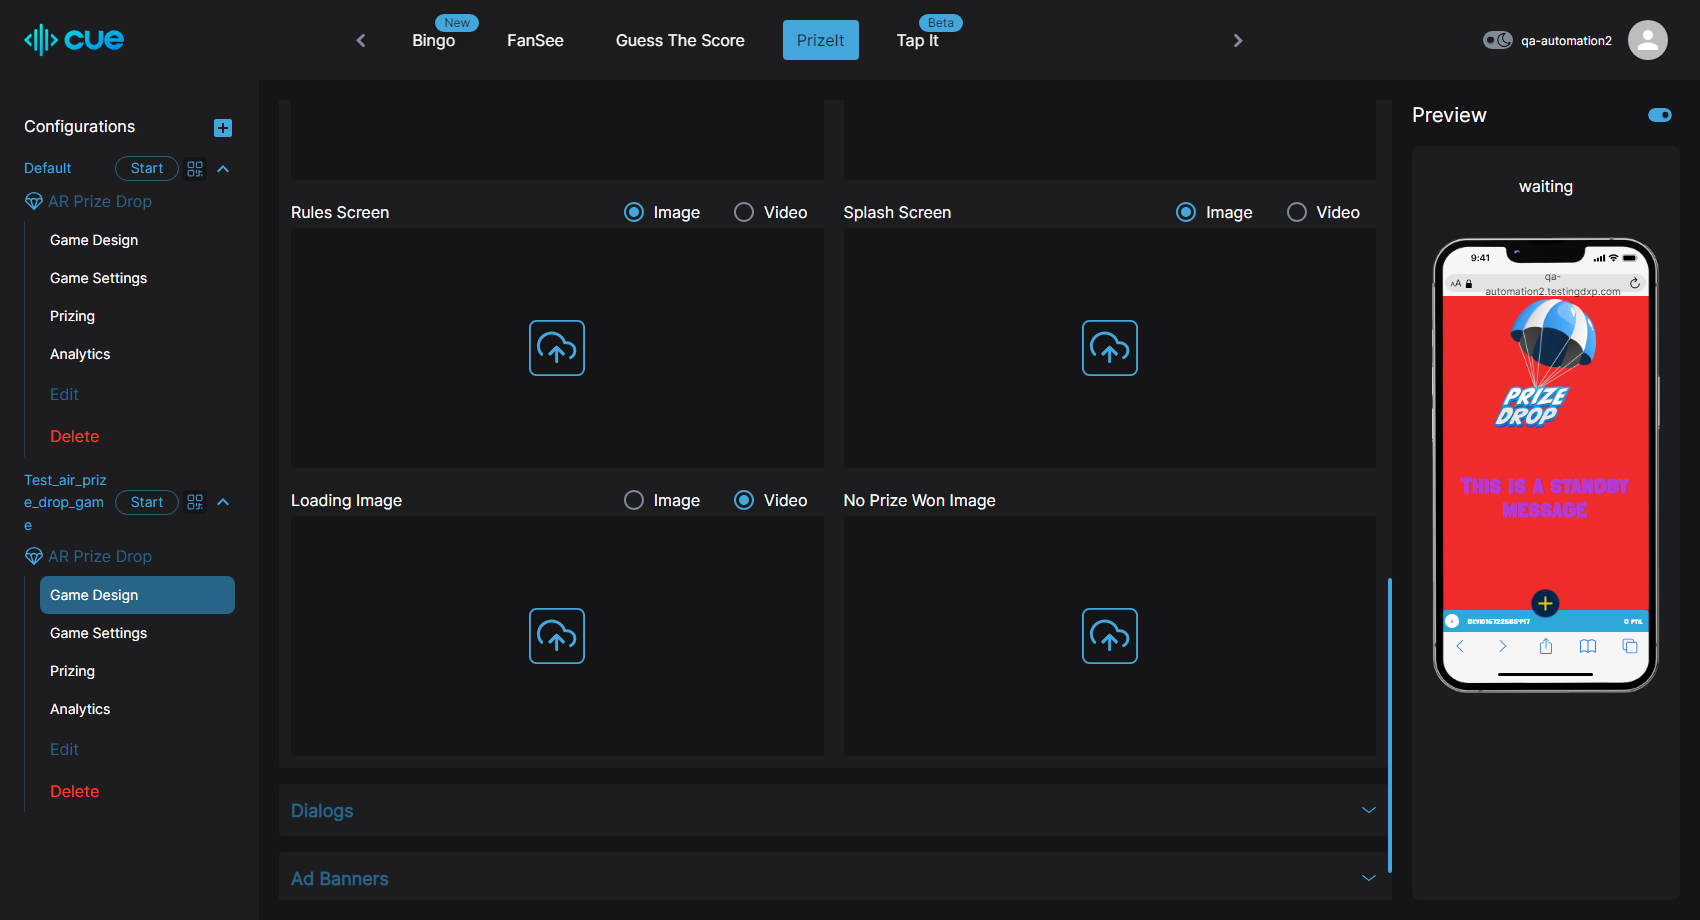 cue
New
Bingo
FanSee
Guess The Score
PrizeIt
Beta
Tap It
qa-automation2
Configurations
Default
Start
AR Prize Drop
Game Design
Game Settings
Prizing
Analytics
Edit
Delete
Test_air_priz
e_drop_gam
e
Start
AR Prize Drop
Game Design
Game Settings
Prizing
Analytics
Edit
Delete
Rules Screen
Image
Video
Splash Screen
Image
Video
Loading Image
Image
Video
No Prize Won Image
Dialogs
Ad Banners
Preview
waiting
9:41
AA
qa-
automation2.testingdxp.com
PRIZE
DROP
THIS IS A STANDBY
MESSAGE
0 PTS.